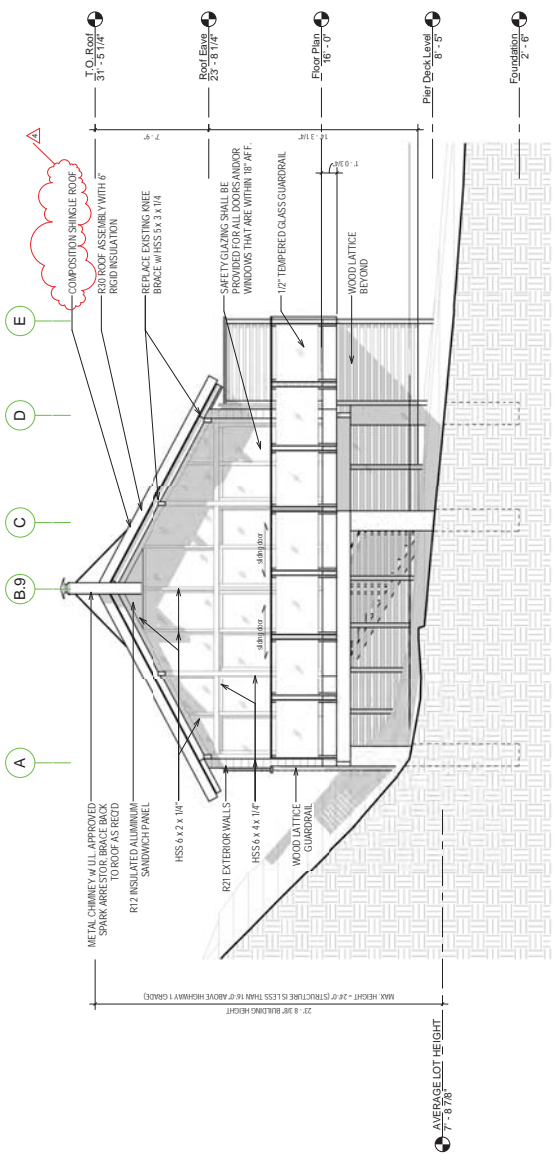 A
B.9
C
D
E
METAL CHIMNEY w/ U.L. APPROVED
SPARK ARRESTOR, BRACE BACK
TO ROOF AS REQ'D
R12 INSULATED ALUMINUM
SANDWICH PANEL
HSS 6 x 2 x 1/4"
R21 EXTERIOR WALLS
HSS 6 x 4 x 1/4"
WOOD LATTICE
GUARDRAIL
sliding door
sliding door
4
COMPOSITION SHINGLE ROOF
R30 ROOF ASSEMBLY WITH 6"
RIGID INSULATION
REPLACE EXISTING KNEE
BRACE w/ HSS 5 x 3 x 1/4
SAFETY GLAZING SHALL BE
PROVIDED FOR ALL DOORS AND/OR
WINDOWS THAT ARE WITHIN 18" AFF.
1/2" TEMPERED GLASS GUARDRAIL
WOOD LATTICE
BEYOND
7' - 9"
14' - 3 1/4"
1' - 0 3/4"
T.O. Roof
31' - 5 1/4"
Roof Eave
23' - 8 1/4"
Floor Plan
16' - 0"
Pier Deck Level
8' - 5"
Foundation
2' - 6"
23' - 8 3/8" BUILDING HEIGHT
MAX. HEIGHT = 24'-0" (STRUCTURE IS LESS THAN 16'-0" ABOVE HIGHWAY 1 GRADE)
AVERAGE LOT HEIGHT
7' - 8 7/8"